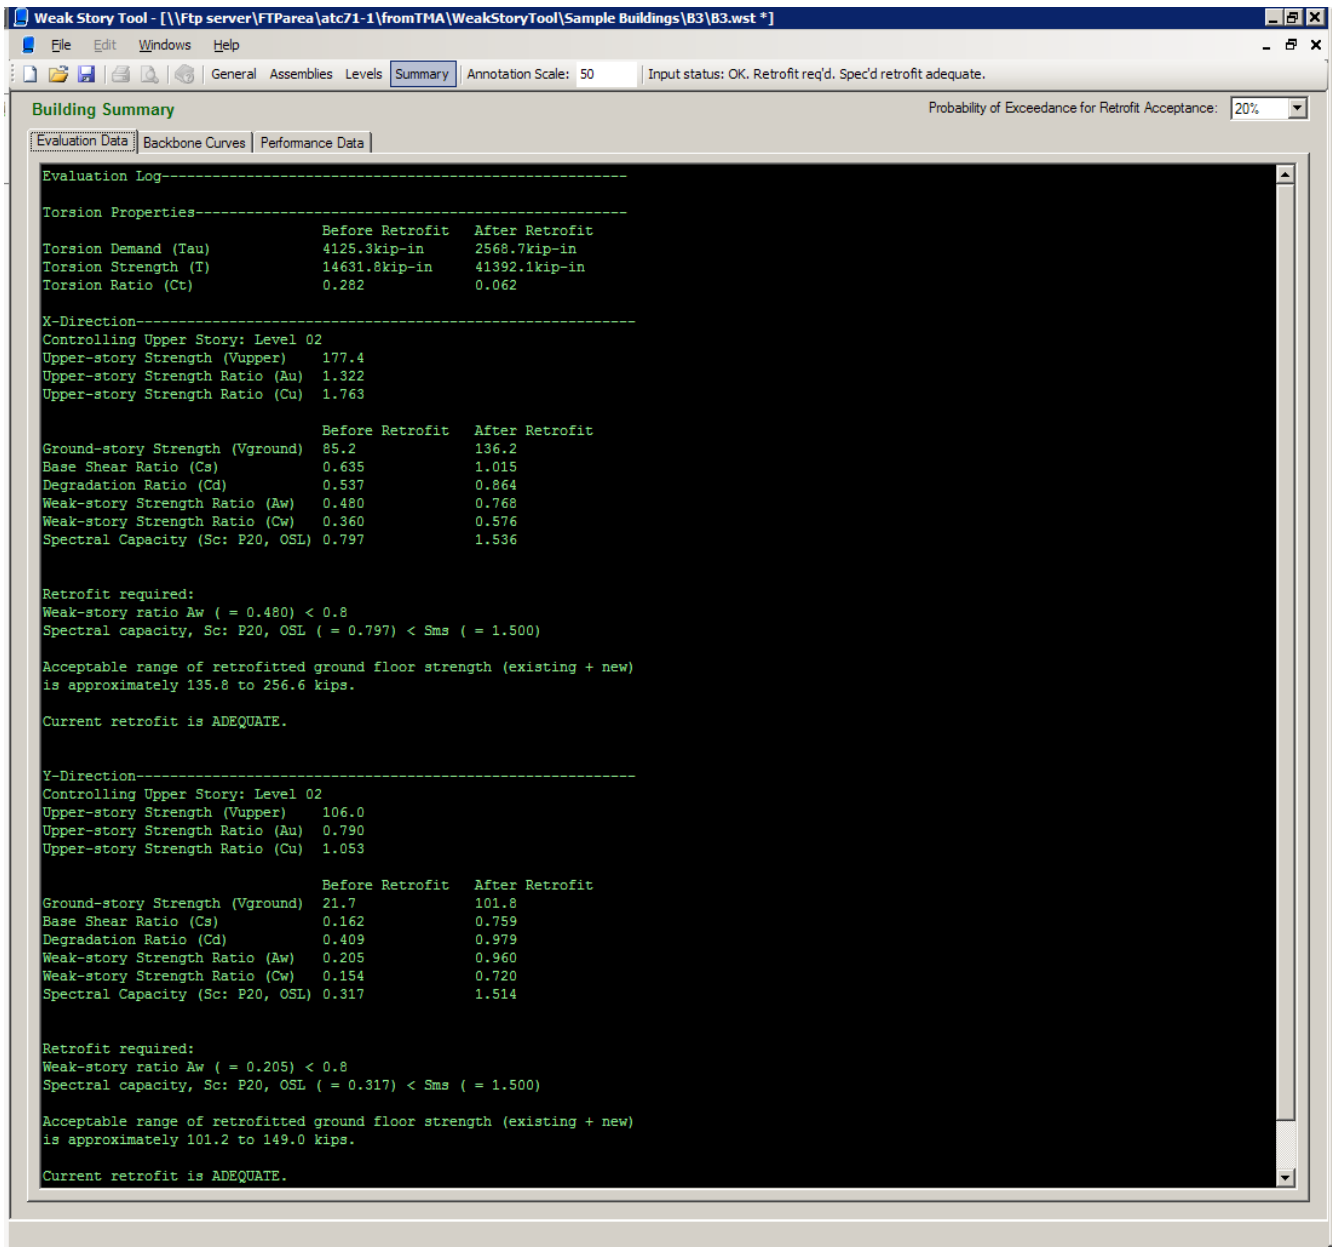 Weak Story Tool - [\\Ftp server\FTParea\atc71-1\fromTMA\WeakStoryTool\Sample Buildings\B3\B3.wst *]
File Edit Windows Help
General Assemblies Levels Summary Annotation Scale: 50 Input status: OK. Retrofit req'd. Spec'd retrofit adequate.
Building Summary Probability of Exceedance for Retrofit Acceptance: 20%
Evaluation Data Backbone Curves Performance Data
Evaluation Log-------------------------------------------------------
Torsion Properties---------------------------------------------------
Before Retrofit After Retrofit
Torsion Demand (Tau) 4125.3kip-in 2568.7kip-in
Torsion Strength (T) 14631.8kip-in 41392.1kip-in
Torsion Ratio (Ct) 0.282 0.062
X-Direction-----------------------------------------------------------
Controlling Upper Story: Level 02
Upper-story Strength (Vupper) 177.4
Upper-story Strength Ratio (Au) 1.322
Upper-story Strength Ratio (Cu) 1.763
Before Retrofit After Retrofit
Ground-story Strength (Vground) 85.2 136.2
Base Shear Ratio (Cs) 0.635 1.015
Degradation Ratio (Cd) 0.537 0.864
Weak-story Strength Ratio (Aw) 0.480 0.768
Weak-story Strength Ratio (Cw) 0.360 0.576
Spectral Capacity (Sc: P20, OSL) 0.797 1.536
Retrofit required:
Weak-story ratio Aw ( = 0.480) < 0.8
Spectral capacity, Sc: P20, OSL ( = 0.797) < Sms ( = 1.500)
Acceptable range of retrofitted ground floor strength (existing + new)
is approximately 135.8 to 256.6 kips.
Current retrofit is ADEQUATE.
Y-Direction-----------------------------------------------------------
Controlling Upper Story: Level 02
Upper-story Strength (Vupper) 106.0
Upper-story Strength Ratio (Au) 0.790
Upper-story Strength Ratio (Cu) 1.053
Before Retrofit After Retrofit
Ground-story Strength (Vground) 21.7 101.8
Base Shear Ratio (Cs) 0.162 0.759
Degradation Ratio (Cd) 0.409 0.979
Weak-story Strength Ratio (Aw) 0.205 0.960
Weak-story Strength Ratio (Cw) 0.154 0.720
Spectral Capacity (Sc: P20, OSL) 0.317 1.514
Retrofit required:
Weak-story ratio Aw ( = 0.205) < 0.8
Spectral capacity, Sc: P20, OSL ( = 0.317) < Sms ( = 1.500)
Acceptable range of retrofitted ground floor strength (existing + new)
is approximately 101.2 to 149.0 kips.
Current retrofit is ADEQUATE.